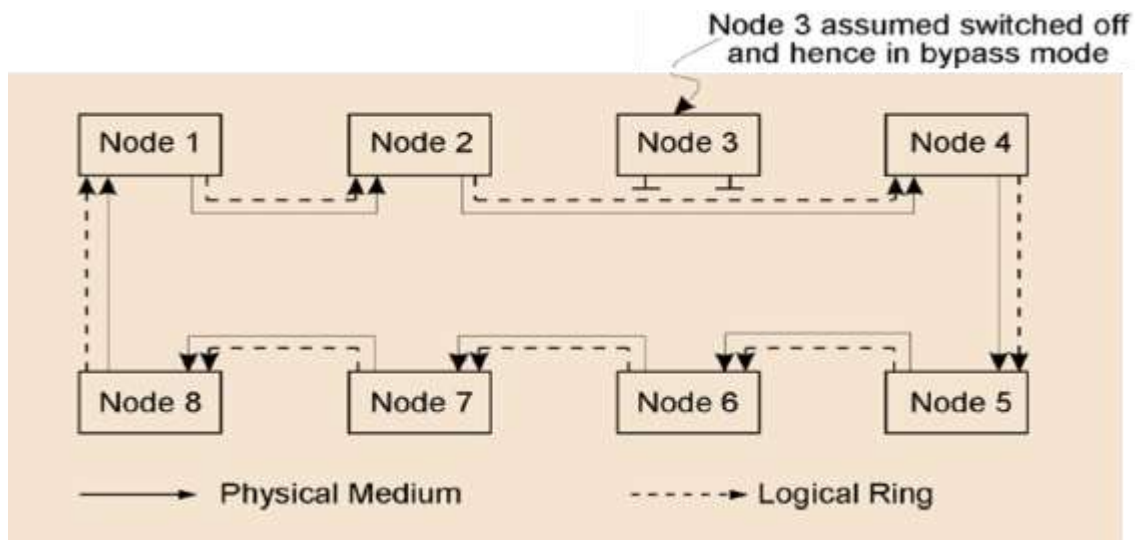 Node 3 assumed switched off
and hence in bypass mode
Node 1
Node 2
Node 3
Node 4
Node 8
Node 7
Node 6
Node 5
Physical Medium
Logical Ring